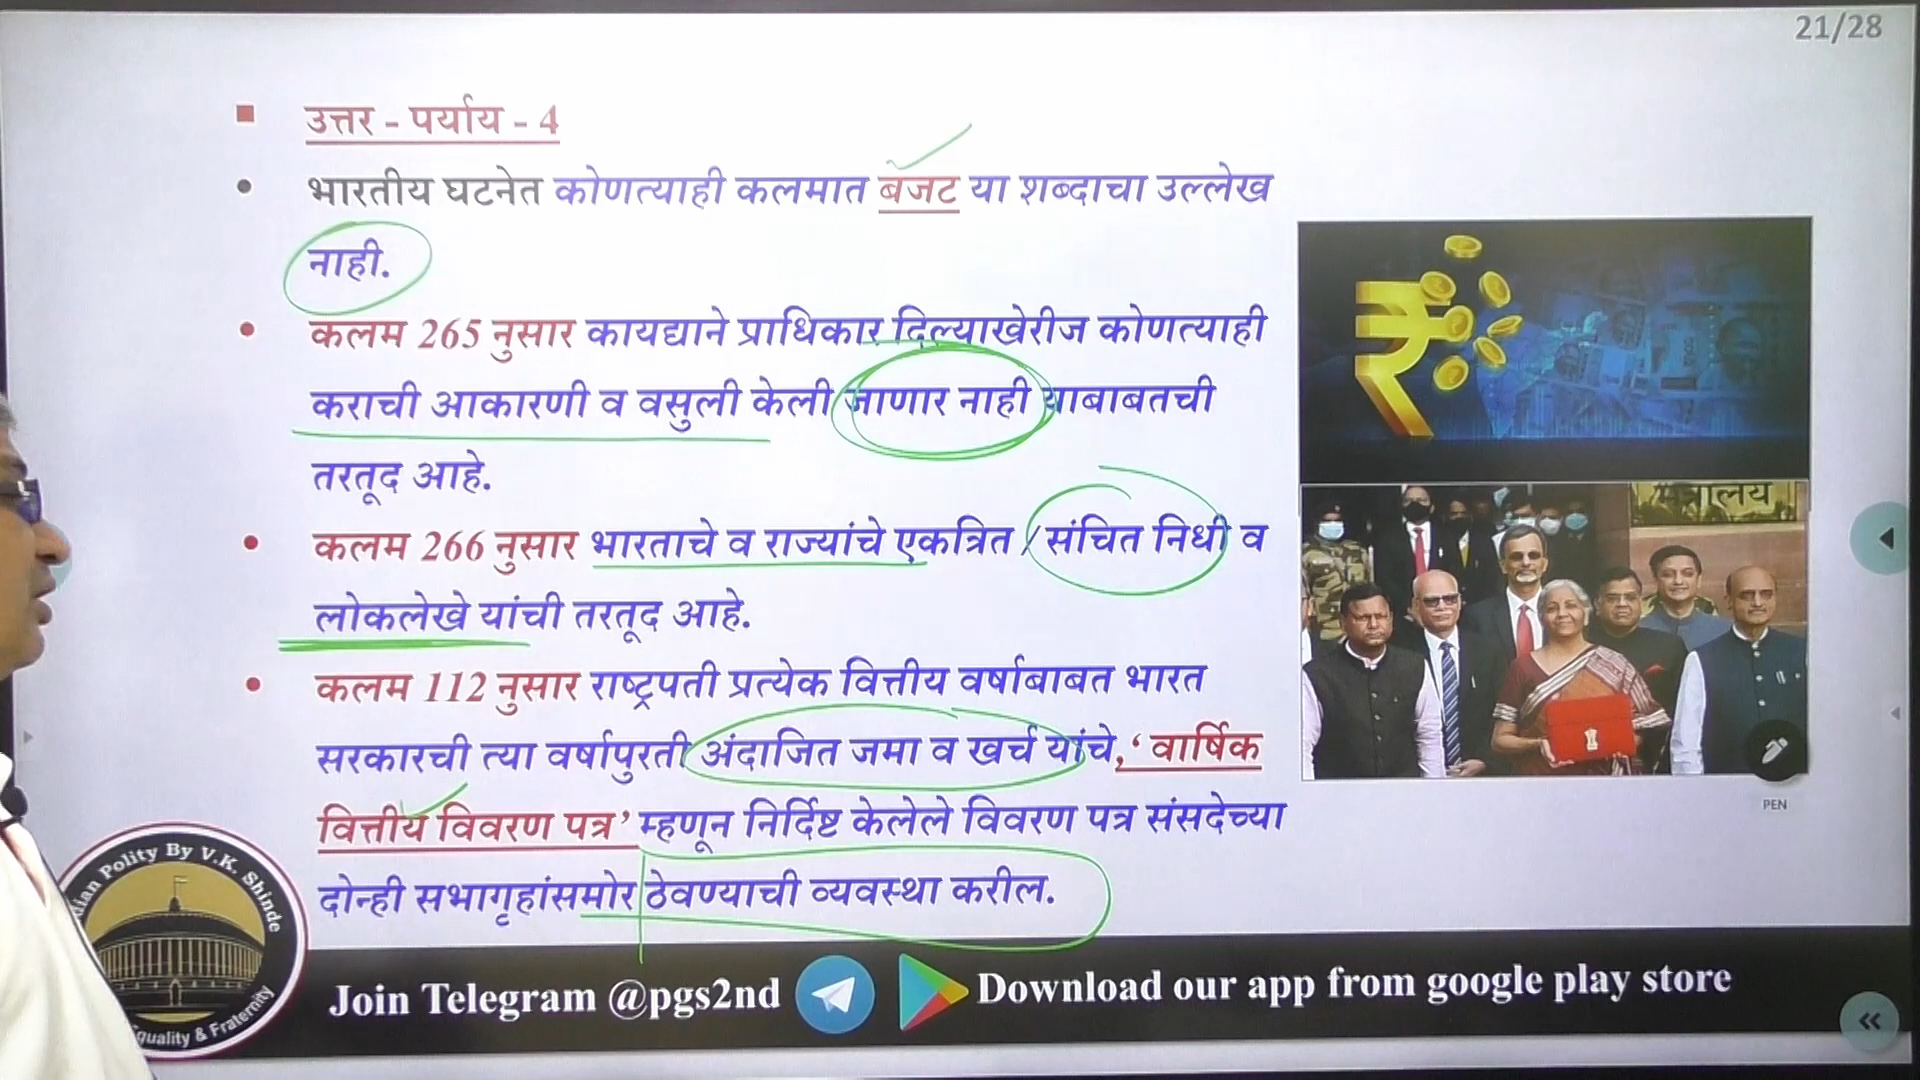 21/28
उत्तर - पर्याय - 4
भारतीय घटनेत कोणत्याही कलमात बजट या शब्दाचा उल्लेख
नाही.
कलम 265 नुसार कायद्याने प्राधिकार दिल्याखेरीज कोणत्याही
कराची आकारणी व वसुली केली जाणार नाही याबाबतची
तरतूद आहे.
कलम 266 नुसार भारताचे व राज्यांचे एकत्रित / संचित निधी व
लोकलेखे यांची तरतूद आहे.
कलम 112 नुसार राष्ट्रपती प्रत्येक वित्तीय वर्षाबाबत भारत
सरकारची त्या वर्षापुरती अंदाजित जमा व खर्च यांचे, ‘ वार्षिक
वित्तीय विवरण पत्र’ म्हणून निर्दिष्ट केलेले विवरण पत्र संसदेच्या
दोन्ही सभागृहांसमोर ठेवण्याची व्यवस्था करील.
PEN
Polity By V.K. Shinde
quality & Fraternity
Join Telegram @pgs2nd
Download our app from google play store